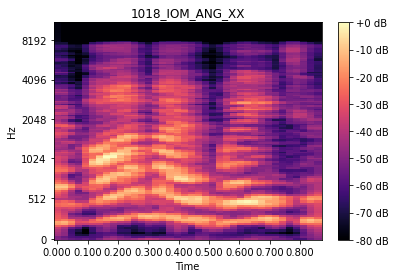 1018_IOM_ANG_XX
8192
4096
2048
1024
512
0
Hz
0.000 0.100 0.200 0.300 0.400 0.500 0.600 0.700 0.800
Time
+0 dB
-10 dB
-20 dB
-30 dB
-40 dB
-50 dB
-60 dB
-70 dB
-80 dB